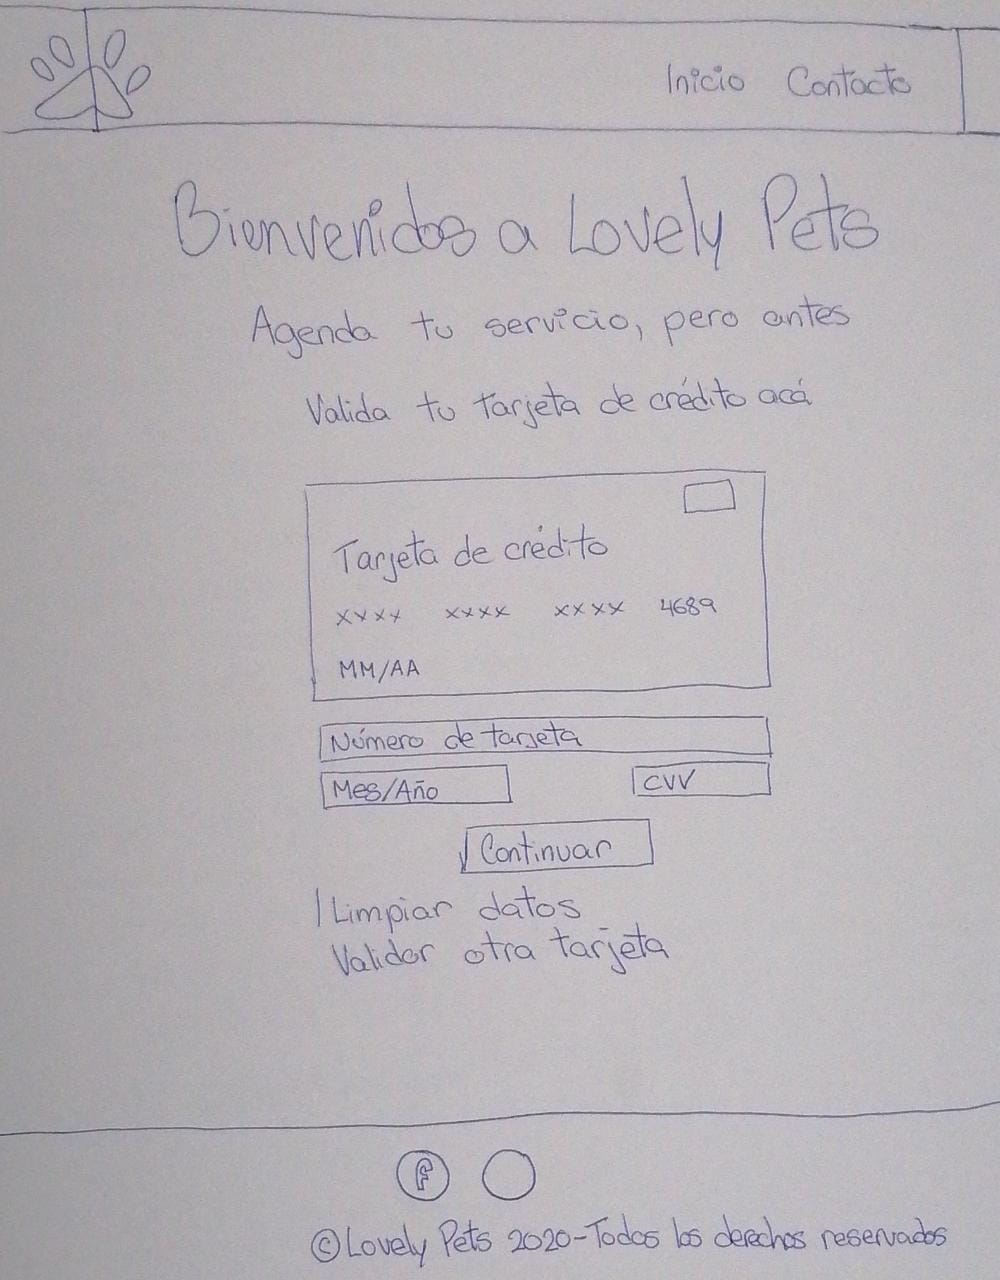 Inicio Contacto
Bienvenidos a Lovely Pets
Agenda tu servicio, pero antes
Valida tu tarjeta de crédito acá
Tarjeta de crédito
xxxx xxxx xxxx 4689
MM/AA
Número de tarjeta
Mes/Año CVV
Continuar
Limpiar datos
Validar otra tarjeta
f
©Lovely Pets 2020-Todos los derechos reservados